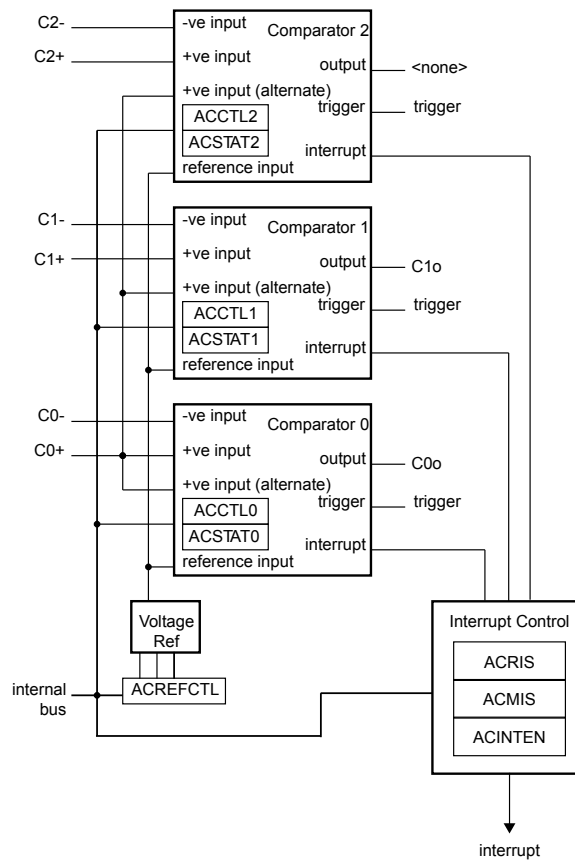 C2-
-ve input
Comparator 2
C2+
+ve input
output
<none>
+ve input (alternate)
trigger
trigger
ACCTL2
ACSTAT2
interrupt
reference input
C1-
-ve input
Comparator 1
C1+
+ve input
output
C1o
+ve input (alternate)
trigger
trigger
ACCTL1
ACSTAT1
interrupt
reference input
C0-
-ve input
Comparator 0
C0+
+ve input
output
C0o
+ve input (alternate)
trigger
trigger
ACCTL0
ACSTAT0
interrupt
reference input
Voltage
Ref
Interrupt Control
ACRIS
internal
bus
ACREFCTL
ACMIS
ACINTEN
interrupt